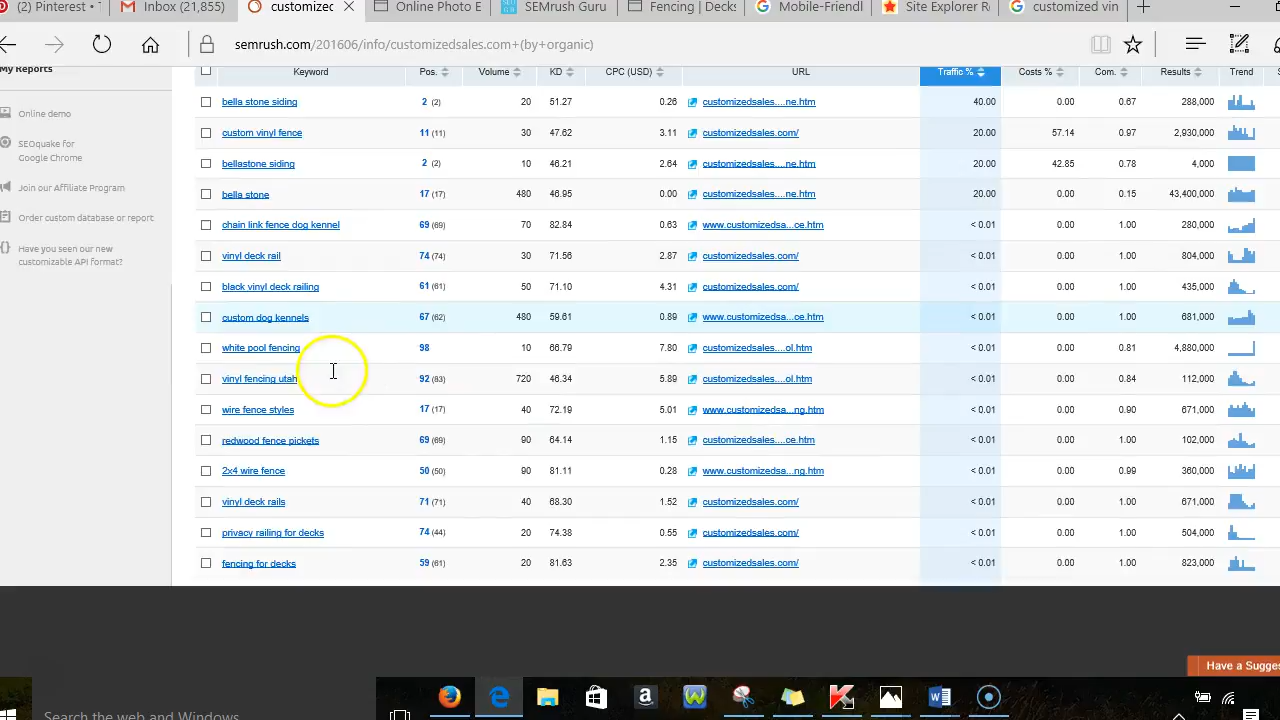 (2) Pinterest •
Inbox (21,855)
customized
Online Photo E
SEMrush Guru
Fencing | Decks
Mobile-Friendl
Site Explorer R
customized vin
semrush.com/201606/info/customizedsales.com+(by+organic)
My Reports
Online demo
SEOquake for
Google Chrome
Join our Affiliate Program
Order custom database or report
Have you seen our new
customizable API format?
Keyword Pos. Volume KD CPC (USD) URL Traffic % Costs % Com. Results Trend
bella stone siding 2 (2) 20 51.27 0.26 customizedsales....ne.htm 40.00 0.00 0.67 288,000
custom vinyl fence 11 (11) 30 47.62 3.11 customizedsales.com/ 20.00 57.14 0.97 2,930,000
bellastone siding 2 (2) 10 46.21 2.64 customizedsales....ne.htm 20.00 42.85 0.78 4,000
bella stone 17 (17) 480 46.95 0.00 customizedsales....ne.htm 20.00 0.00 0.15 43,400,000
chain link fence dog kennel 69 (69) 70 82.84 0.63 www.customizedsa...ce.htm < 0.01 0.00 1.00 280,000
vinyl deck rail 74 (74) 30 71.56 2.87 customizedsales.com/ < 0.01 0.00 1.00 804,000
black vinyl deck railing 61 (61) 50 71.10 4.31 customizedsales.com/ < 0.01 0.00 1.00 435,000
custom dog kennels 67 (62) 480 59.61 0.89 www.customizedsa...ce.htm < 0.01 0.00 1.00 681,000
white pool fencing 98 10 66.79 7.80 customizedsales....ol.htm < 0.01 0.00 0.81 4,880,000
vinyl fencing utah 92 (63) 720 46.34 5.89 customizedsales....ol.htm < 0.01 0.00 0.84 112,000
wire fence styles 17 (17) 40 72.19 5.01 www.customizedsa...ng.htm < 0.01 0.00 0.90 671,000
redwood fence pickets 69 (69) 90 64.14 1.15 customizedsales....ce.htm < 0.01 0.00 1.00 102,000
2x4 wire fence 50 (50) 90 81.11 0.28 www.customizedsa...ng.htm < 0.01 0.00 0.99 360,000
vinyl deck rails 71 (71) 40 68.30 1.52 customizedsales.com/ < 0.01 0.00 1.00 671,000
privacy railing for decks 74 (44) 20 74.38 0.55 customizedsales.com/ < 0.01 0.00 1.00 504,000
fencing for decks 59 (61) 20 81.63 2.35 customizedsales.com/ < 0.01 0.00 1.00 823,000
Have a Sugges
Search the web and Windows